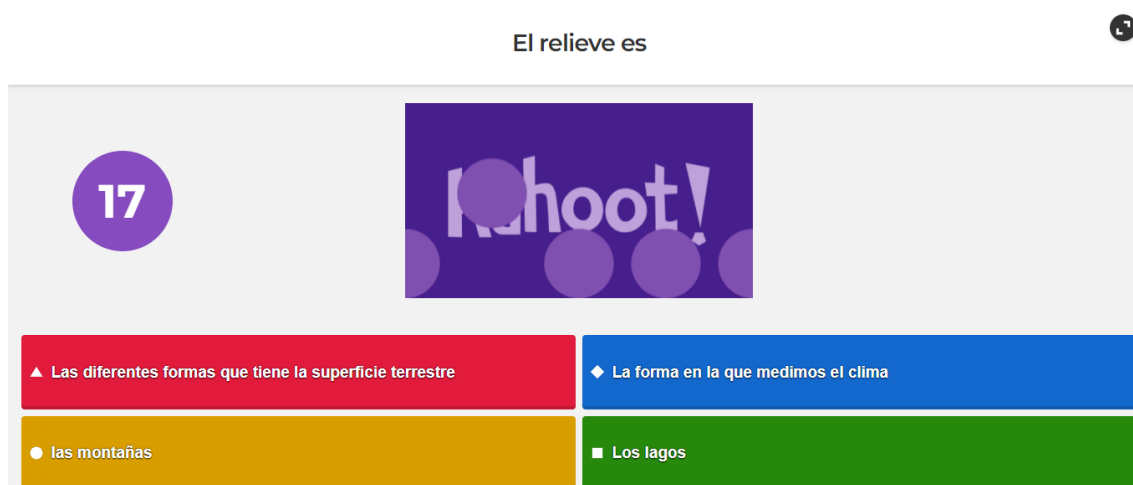 El relieve es
17
Kahoot!
Las diferentes formas que tiene la superficie terrestre
La forma en la que medimos el clima
las montañas
Los lagos